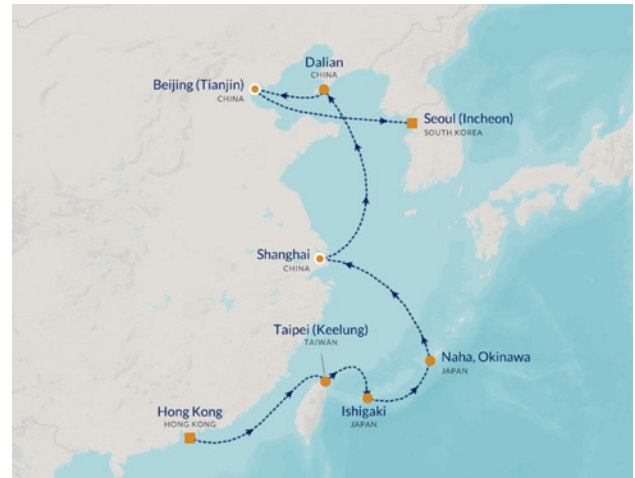 Dalian
CHINA
Beijing (Tianjin)
CHINA
Seoul (Incheon)
SOUTH KOREA
Shanghai
CHINA
Taipei (Keelung)
TAIWAN
Naha, Okinawa
JAPAN
Hong Kong
HONG KONG
Ishigaki
JAPAN